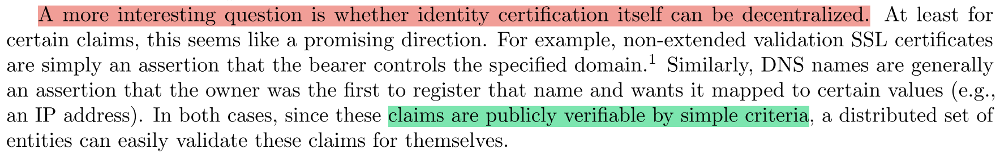 A more interesting question is whether identity certification itself can be decentralized. At least for
certain claims, this seems like a promising direction. For example, non-extended validation SSL certificates
are simply an assertion that the bearer controls the specified domain.¹ Similarly, DNS names are generally
an assertion that the owner was the first to register that name and wants it mapped to certain values (e.g.,
an IP address). In both cases, since these claims are publicly verifiable by simple criteria, a distributed set of
entities can easily validate these claims for themselves.